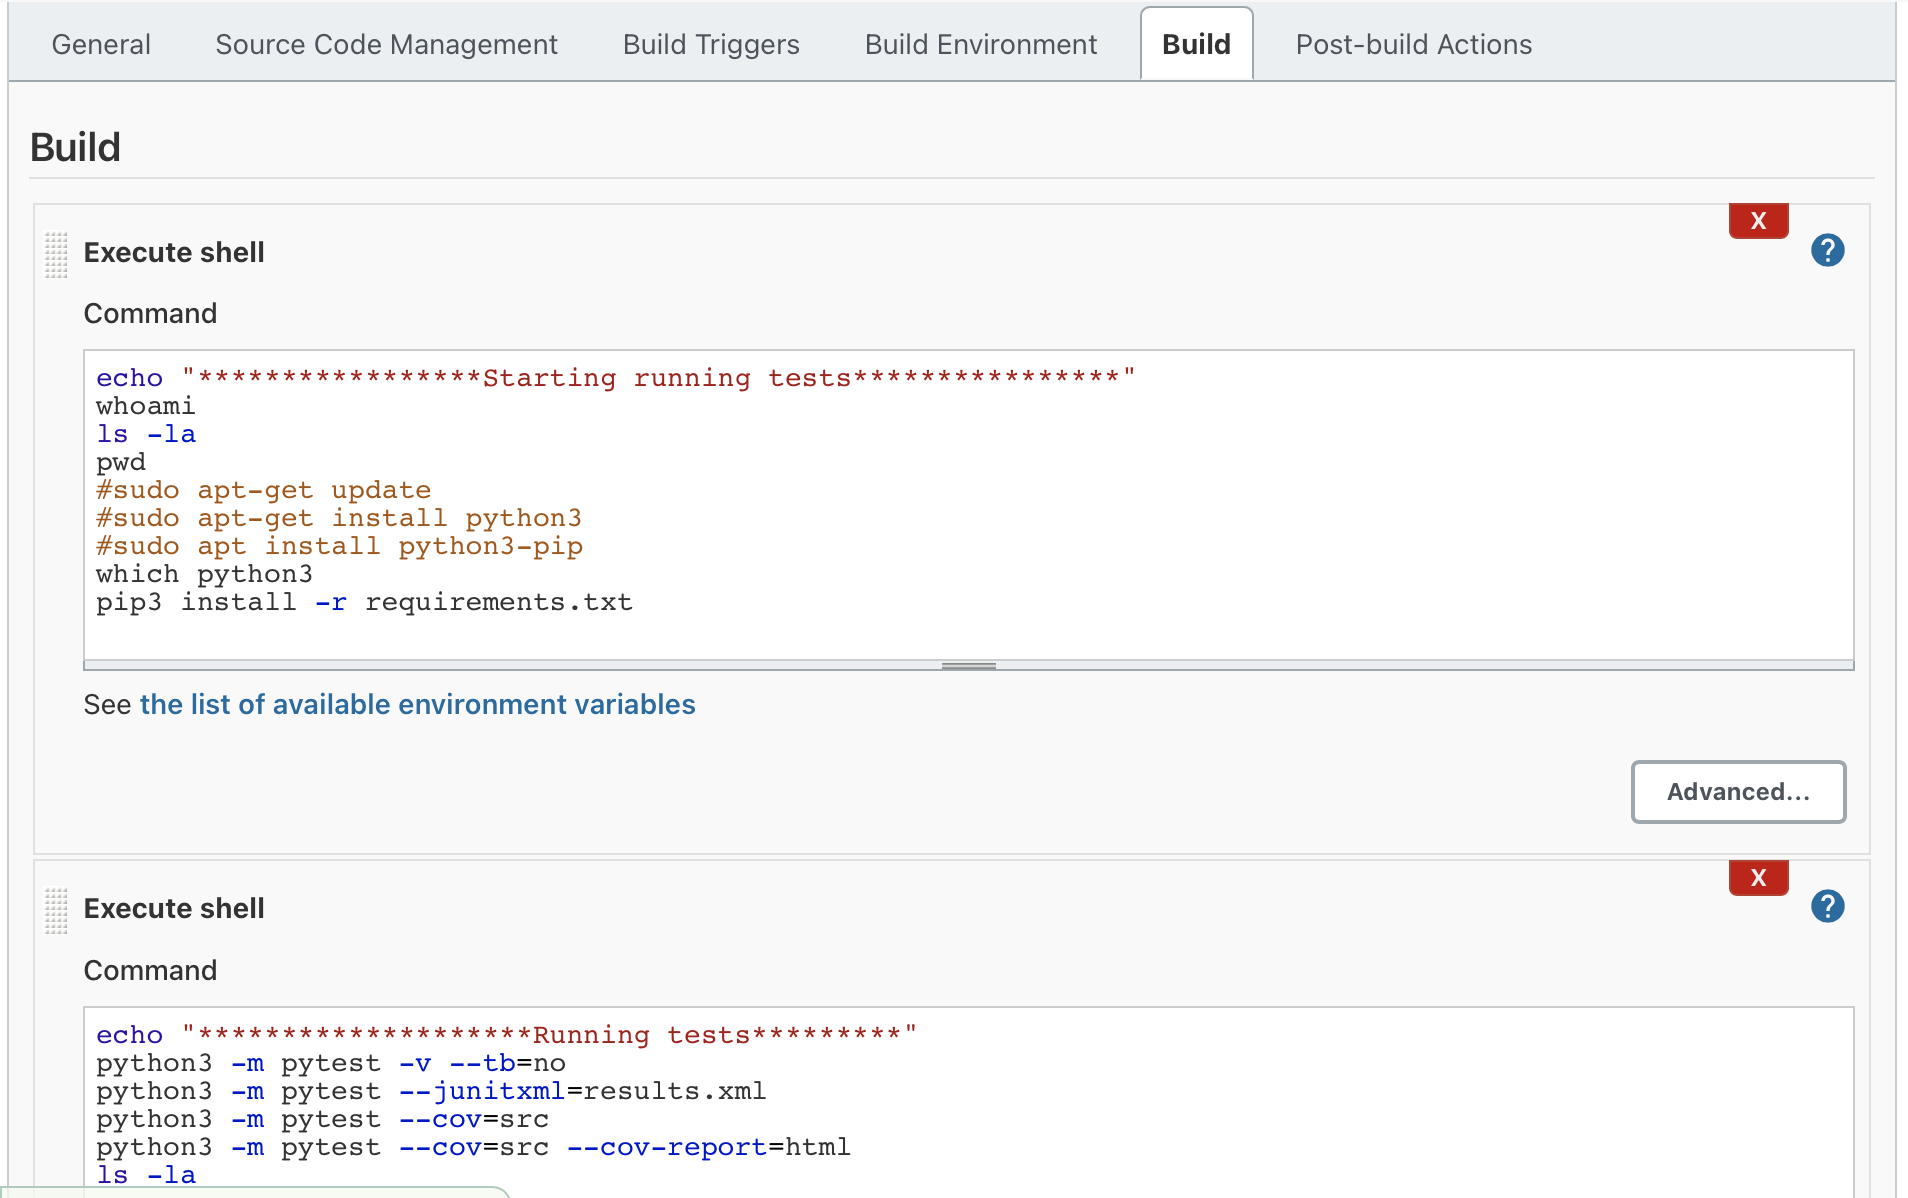 General Source Code Management Build Triggers Build Environment Build Post-build Actions
Build
X
Execute shell
?
Command
echo "*****************Starting running tests****************"
whoami
ls -la
pwd
#sudo apt-get update
#sudo apt-get install python3
#sudo apt install python3-pip
which python3
pip3 install -r requirements.txt
See the list of available environment variables
Advanced...
X
Execute shell
?
Command
echo "********************Running tests*********"
python3 -m pytest -v --tb=no
python3 -m pytest --junitxml=results.xml
python3 -m pytest --cov=src
python3 -m pytest --cov=src --cov-report=html
ls -la